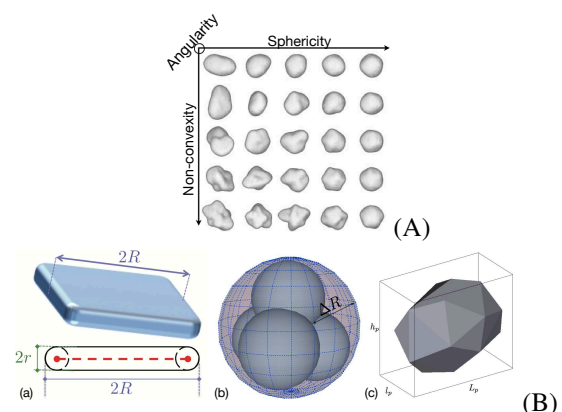 Angularity
Sphericity
Non-convexity
(A)
2R
2r
2R
(a)
ΔR
(b)
h_p
l_p
L_p
(c)
(B)